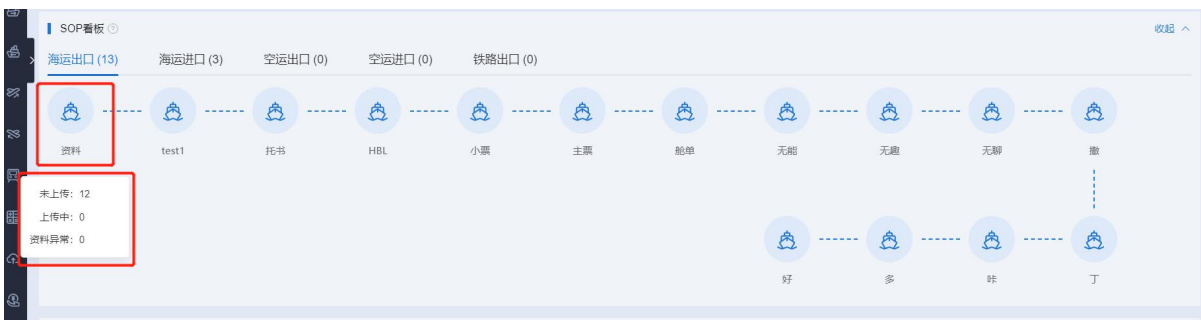 SOP看板
收起
海运出口 (13) 海运进口 (3) 空运出口 (0) 空运进口 (0) 铁路出口 (0)
资料 test1 托书 HBL 小票 主票 舱单 无能 无趣 无聊 撤
未上传：12
上传中：0
资料异常：0
好 多 咔 丁